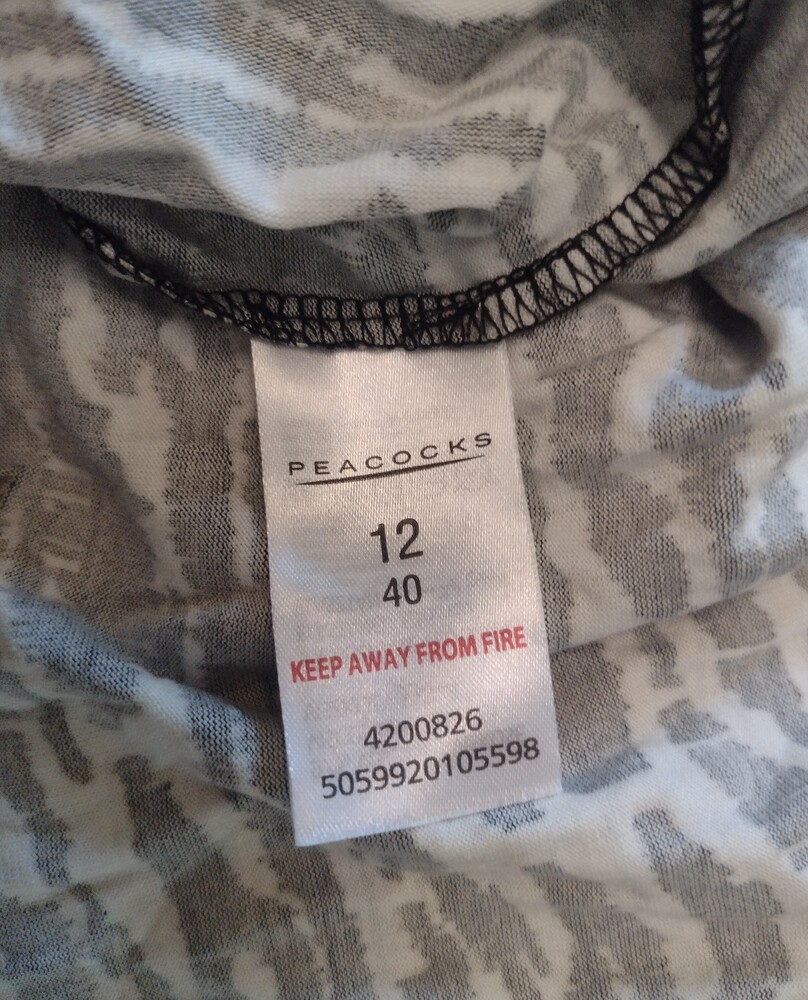 PEACOCKS
12
40
KEEP AWAY FROM FIRE
4200826
5059920105598